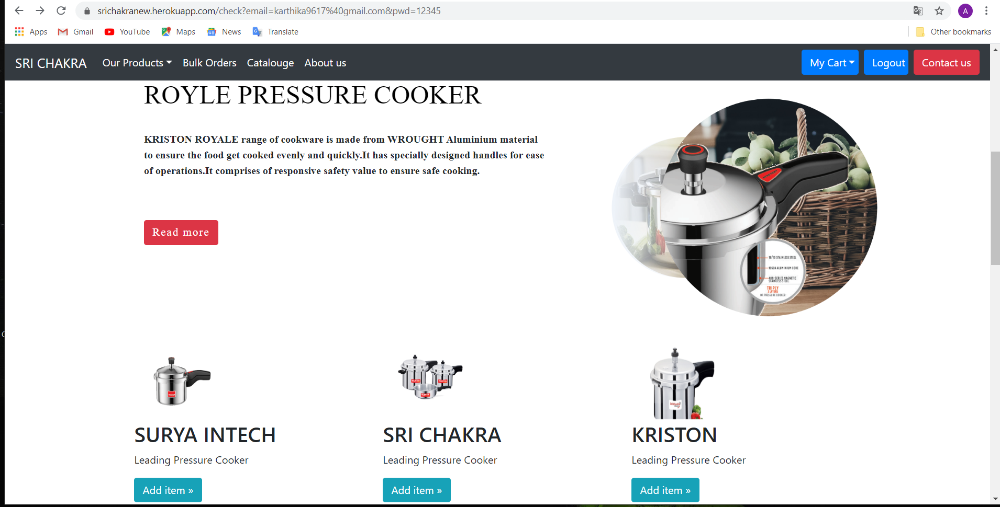 srichakranew.herokuapp.com/check?email=karthika9617%40gmail.com&pwd=12345
A
Apps Gmail YouTube Maps News Translate Other bookmarks
SRI CHAKRA Our Products Bulk Orders Catalouge About us My Cart Logout Contact us
ROYLE PRESSURE COOKER
KRISTON ROYALE range of cookware is made from WROUGHT Aluminium material
to ensure the food get cooked evenly and quickly.It has specially designed handles for ease
of operations.It comprises of responsive safety value to ensure safe cooking.
Read more
18/10 STAINLESS STEEL
1050A ALUMINIUM CORE
400-SERIES MAGNETIC
STAINLESS STEEL
TRIPLY
3 LAYERS
OF PRESSURE COOKER
SURYA SURYA
SURYA
SURYA INTECH SRI CHAKRA KRISTON
Leading Pressure Cooker Leading Pressure Cooker Leading Pressure Cooker
Add item » Add item » Add item »